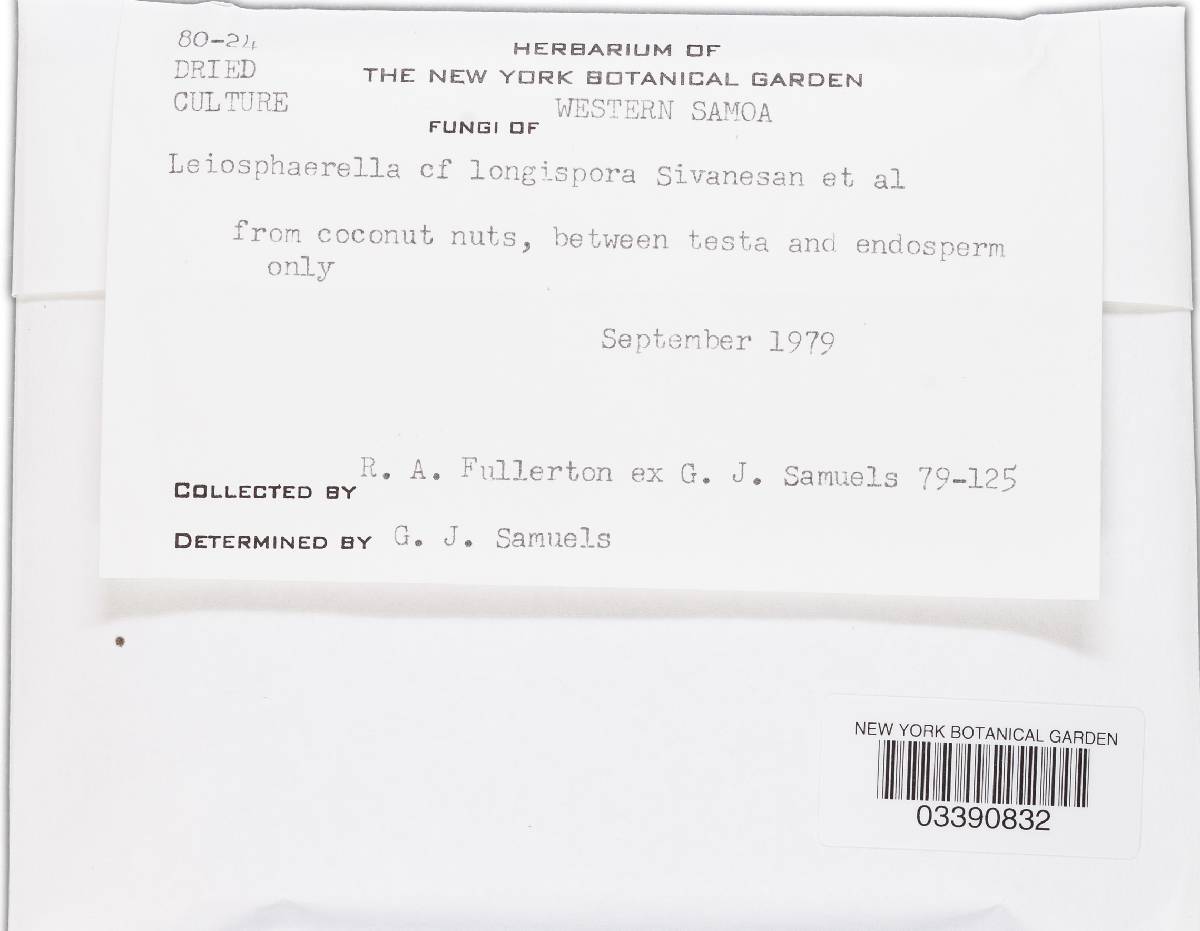 80-24
DRIED
CULTURE
HERBARIUM OF
THE NEW YORK BOTANICAL GARDEN
FUNGI OF WESTERN SAMOA
Leiosphaerella cf longispora Sivanesan et al
from coconut nuts, between testa and endosperm
only
September 1979
COLLECTED BY R. A. Fullerton ex G. J. Samuels 79-125
DETERMINED BY G. J. Samuels
NEW YORK BOTANICAL GARDEN
03390832